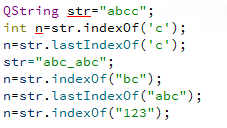 QString str="abcc";
int n=str.indexOf('c');
n=str.lastIndexOf('c');
str="abc_abc";
n=str.indexOf("bc");
n=str.lastIndexOf("abc");
n=str.indexOf("123");